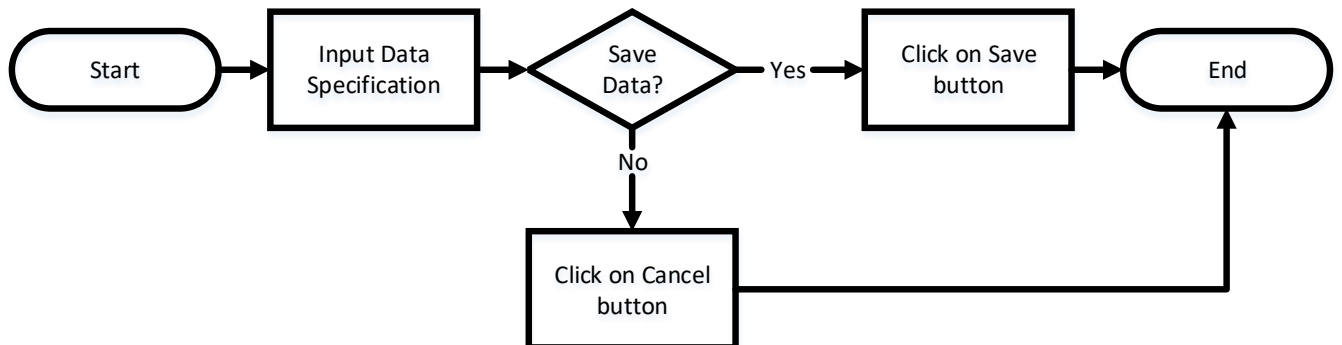 Start
Input Data
Specification
Save
Data?
Yes
Click on Save
button
End
No
Click on Cancel
button